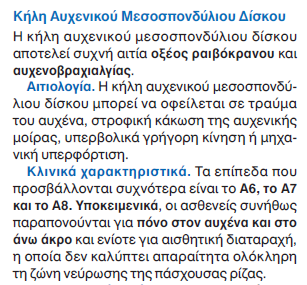 Κήλη Αυχενικού Μεσοσπονδύλιου Δίσκου
Η κήλη αυχενικού μεσοσπονδύλιου δίσκου
αποτελεί συχνή αιτία οξέος ραιβόκρανου και
αυχενοβραχιαλγίας.
Αιτιολογία. Η κήλη αυχενικού μεσοσπονδύ-
λιου δίσκου μπορεί να οφείλεται σε τραύμα
του αυχένα, στροφική κάκωση της αυχενικής
μοίρας, υπερβολικά γρήγορη κίνηση ή μηχα-
νική υπερφόρτιση.
Κλινικά χαρακτηριστικά. Τα επίπεδα που
προσβάλλονται συχνότερα είναι το Α6, το Α7
και το Α8. Υποκειμενικά, οι ασθενείς συνήθως
παραπονούνται για πόνο στον αυχένα και στο
άνω άκρο και ενίοτε για αισθητική διαταραχή,
η οποία δεν καλύπτει απαραίτητα ολόκληρη
τη ζώνη νεύρωσης της πάσχουσας ρίζας.